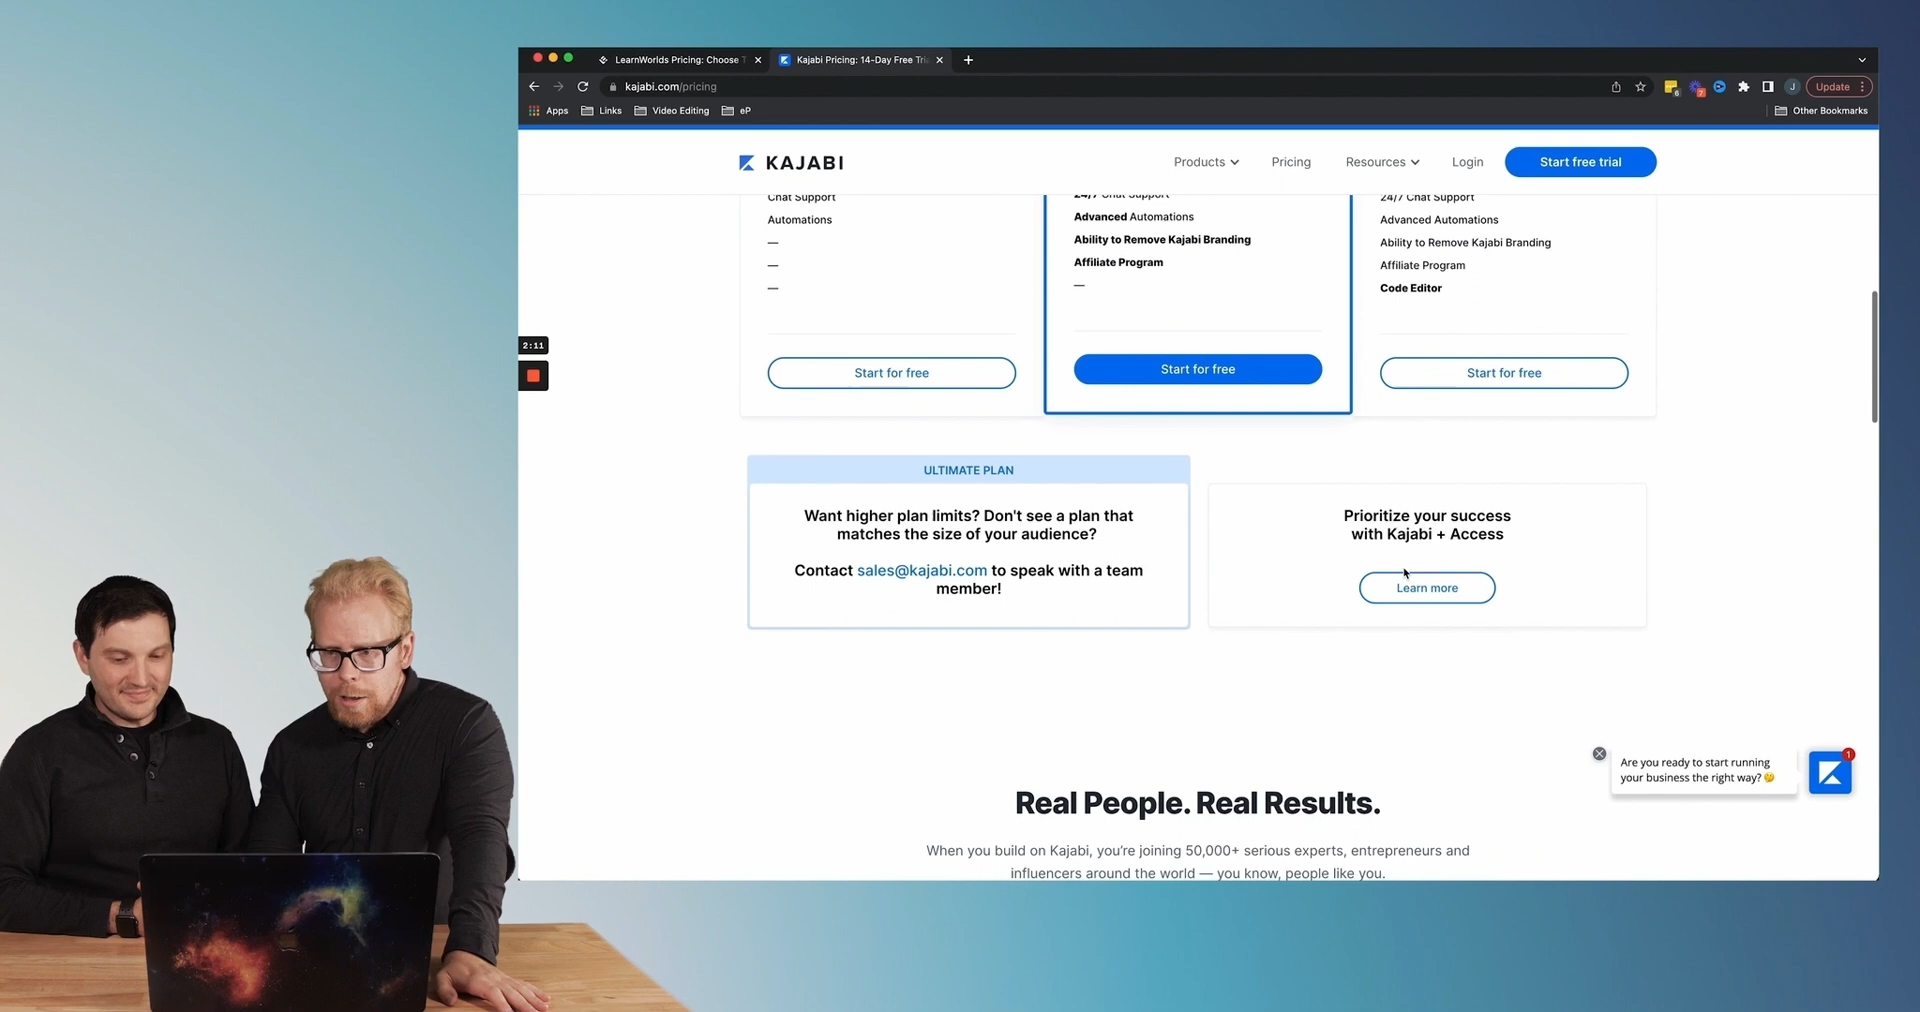 LearnWorlds Pricing: Choose T
Kajabi Pricing: 14-Day Free Tria
kajabi.com/pricing
6
7
J
Update
Apps
Links
Video Editing
eP
Other Bookmarks
KAJABI
Products
Pricing
Resources
Login
Start free trial
Chat Support
Automations
—
—
—
Start for free
24/7 Chat Support
Advanced Automations
Ability to Remove Kajabi Branding
Affiliate Program
—
Start for free
24/7 Chat Support
Advanced Automations
Ability to Remove Kajabi Branding
Affiliate Program
Code Editor
Start for free
2:11
ULTIMATE PLAN
Want higher plan limits? Don't see a plan that
matches the size of your audience?
Contact sales@kajabi.com to speak with a team
member!
Prioritize your success
with Kajabi + Access
Learn more
Are you ready to start running
your business the right way? 🤔
1
Real People. Real Results.
When you build on Kajabi, you’re joining 50,000+ serious experts, entrepreneurs and
influencers around the world — you know, people like you.